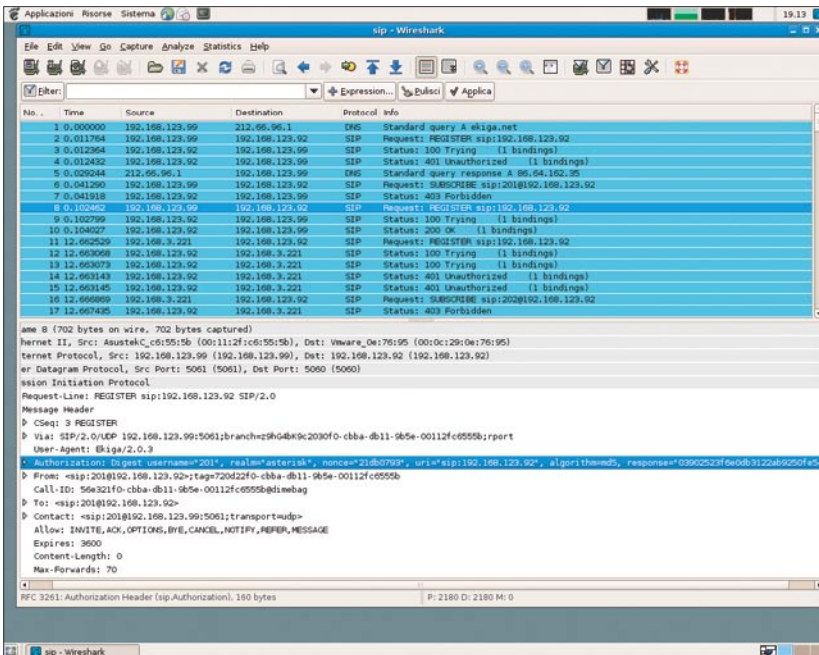 Applicazioni Risorse Sistema 19.13
sip - Wireshark
File Edit View Go Capture Analyze Statistics Help
Filter: Expression... Pulisci Applica
No. . Time Source Destination Protocol Info
1 0.000000 192.168.123.99 212.66.96.1 DNS Standard query A ekiga.net
2 0.011764 192.168.123.99 192.168.123.92 SIP Request: REGISTER sip:192.168.123.92
3 0.012364 192.168.123.92 192.168.123.99 SIP Status: 100 Trying (1 bindings)
4 0.012432 192.168.123.92 192.168.123.99 SIP Status: 401 Unauthorized (1 bindings)
5 0.029244 212.66.96.1 192.168.123.99 DNS Standard query response A 86.64.162.35
6 0.041290 192.168.123.99 192.168.123.92 SIP Request: SUBSCRIBE sip:201@192.168.123.92
7 0.041918 192.168.123.92 192.168.123.99 SIP Status: 403 Forbidden
8 0.102462 192.168.123.99 192.168.123.92 SIP Request: REGISTER sip:192.168.123.92
9 0.102799 192.168.123.92 192.168.123.99 SIP Status: 100 Trying (1 bindings)
10 0.104027 192.168.123.92 192.168.123.99 SIP Status: 200 OK (1 bindings)
11 12.662529 192.168.3.221 192.168.123.92 SIP Request: REGISTER sip:192.168.123.92
12 12.663068 192.168.123.92 192.168.3.221 SIP Status: 100 Trying (1 bindings)
13 12.663073 192.168.123.92 192.168.3.221 SIP Status: 100 Trying (1 bindings)
14 12.663143 192.168.123.92 192.168.3.221 SIP Status: 401 Unauthorized (1 bindings)
15 12.663145 192.168.123.92 192.168.3.221 SIP Status: 401 Unauthorized (1 bindings)
16 12.666869 192.168.3.221 192.168.123.92 SIP Request: SUBSCRIBE sip:202@192.168.123.92
17 12.667435 192.168.123.92 192.168.3.221 SIP Status: 403 Forbidden
ame 8 (702 bytes on wire, 702 bytes captured)
hernet II, Src: AsustekC_c6:55:5b (00:11:2f:c6:55:5b), Dst: Vmware_0e:76:95 (00:0c:29:0e:76:95)
ternet Protocol, Src: 192.168.123.99 (192.168.123.99), Dst: 192.168.123.92 (192.168.123.92)
er Datagram Protocol, Src Port: 5061 (5061), Dst Port: 5060 (5060)
ssion Initiation Protocol
Request-Line: REGISTER sip:192.168.123.92 SIP/2.0
Message Header
CSeq: 3 REGISTER
Via: SIP/2.0/UDP 192.168.123.99:5061;branch=z9hG4bK9c2030f0-cbba-db11-9b5e-00112fc6555b;rport
User-Agent: Ekiga/2.0.3
Authorization: Digest username="201", realm="asterisk", nonce="21db0793", uri="sip:192.168.123.92", algorithm=md5, response="03902523f6e0db3122ab9250fe5
From: <sip:201@192.168.123.92>;tag=720d22f0-cbba-db11-9b5e-00112fc6555b
Call-ID: 56e321f0-cbba-db11-9b5e-00112fc6555b@dimebag
To: <sip:201@192.168.123.92>
Contact: <sip:201@192.168.123.99:5061;transport=udp>
Allow: INVITE,ACK,OPTIONS,BYE,CANCEL,NOTIFY,REFER,MESSAGE
Expires: 3600
Content-Length: 0
Max-Forwards: 70
RFC 3261: Authorization Header (sip.Authorization), 160 bytes P: 2180 D: 2180 M: 0
sip - Wireshark